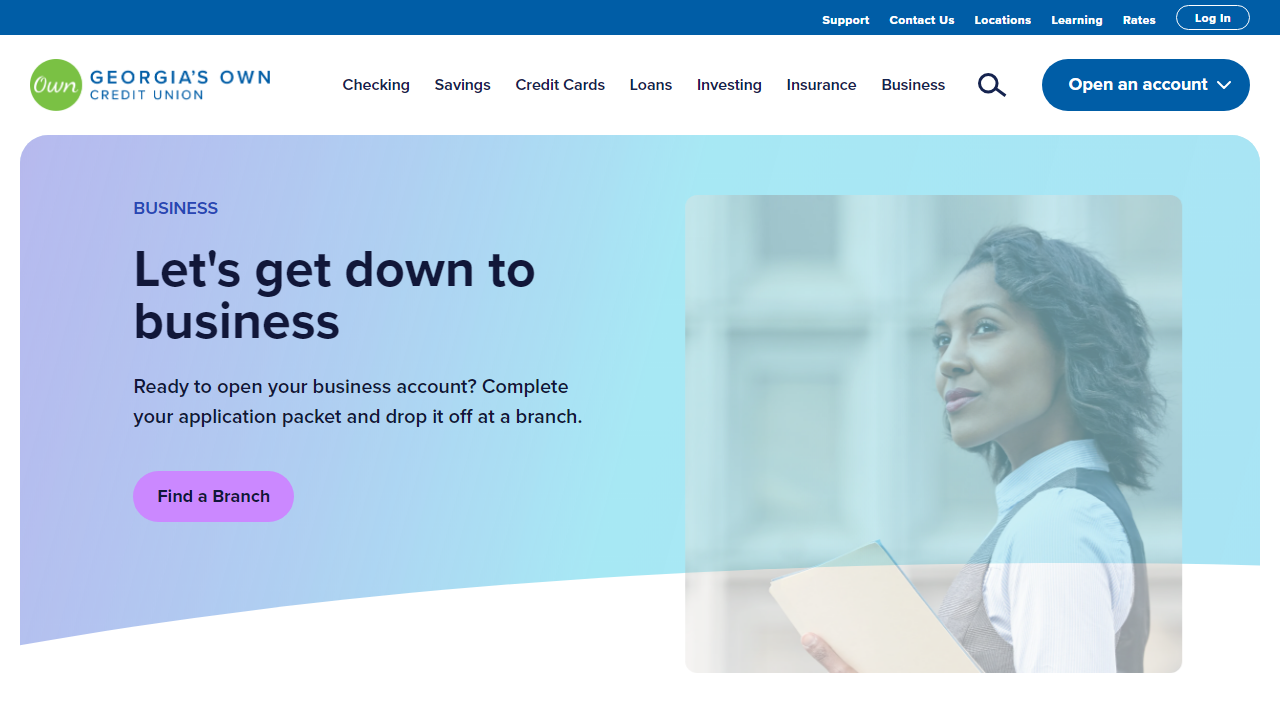 Support Contact Us Locations Learning Rates Log In
Own GEORGIA'S OWN
CREDIT UNION
Checking Savings Credit Cards Loans Investing Insurance Business
Open an account
BUSINESS
Let's get down to
business
Ready to open your business account? Complete
your application packet and drop it off at a branch.
Find a Branch